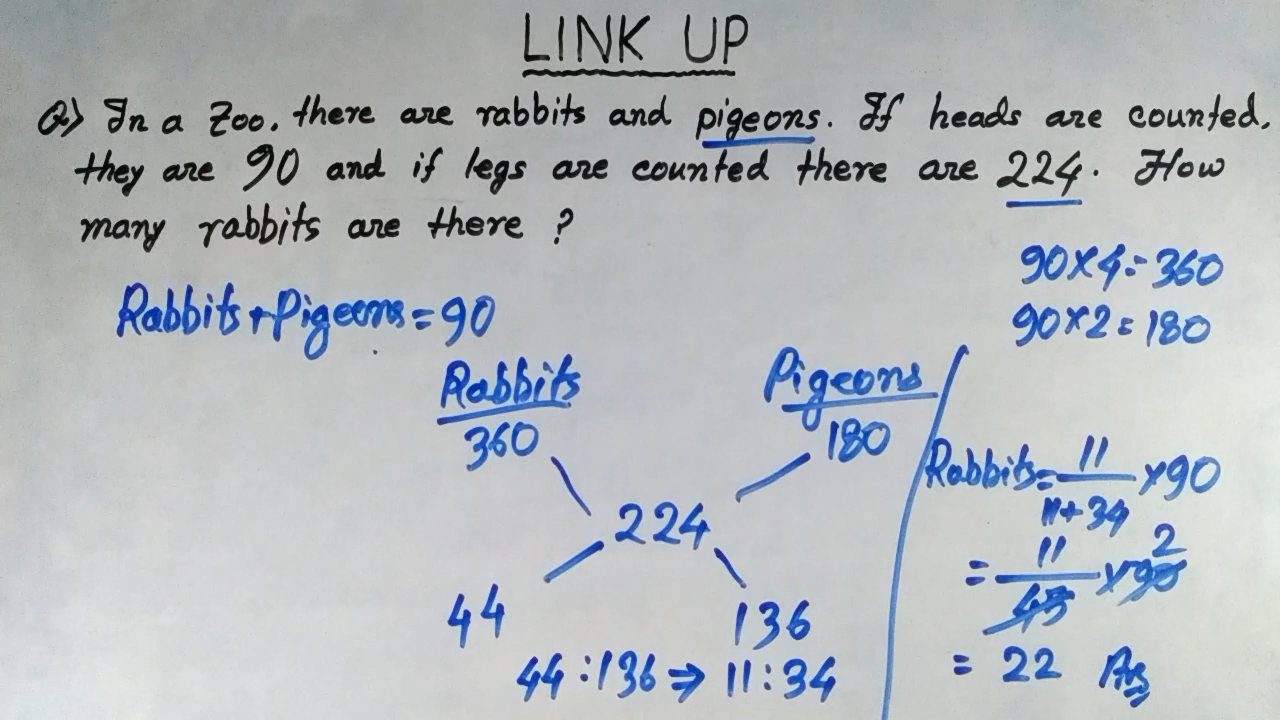 LINK UP
Q) In a Zoo, there are rabbits and pigeons. If heads are counted,
they are 90 and if legs are counted there are 224. How
many rabbits are there ?
90×4=360
90×2=180
Rabbits+Pigeons=90
Rabbits
Pigeons
360
180
224
44
136
44:136⇒11:34
Rabbits=11/11+34×90
=11/45×90 2
=22 Ans